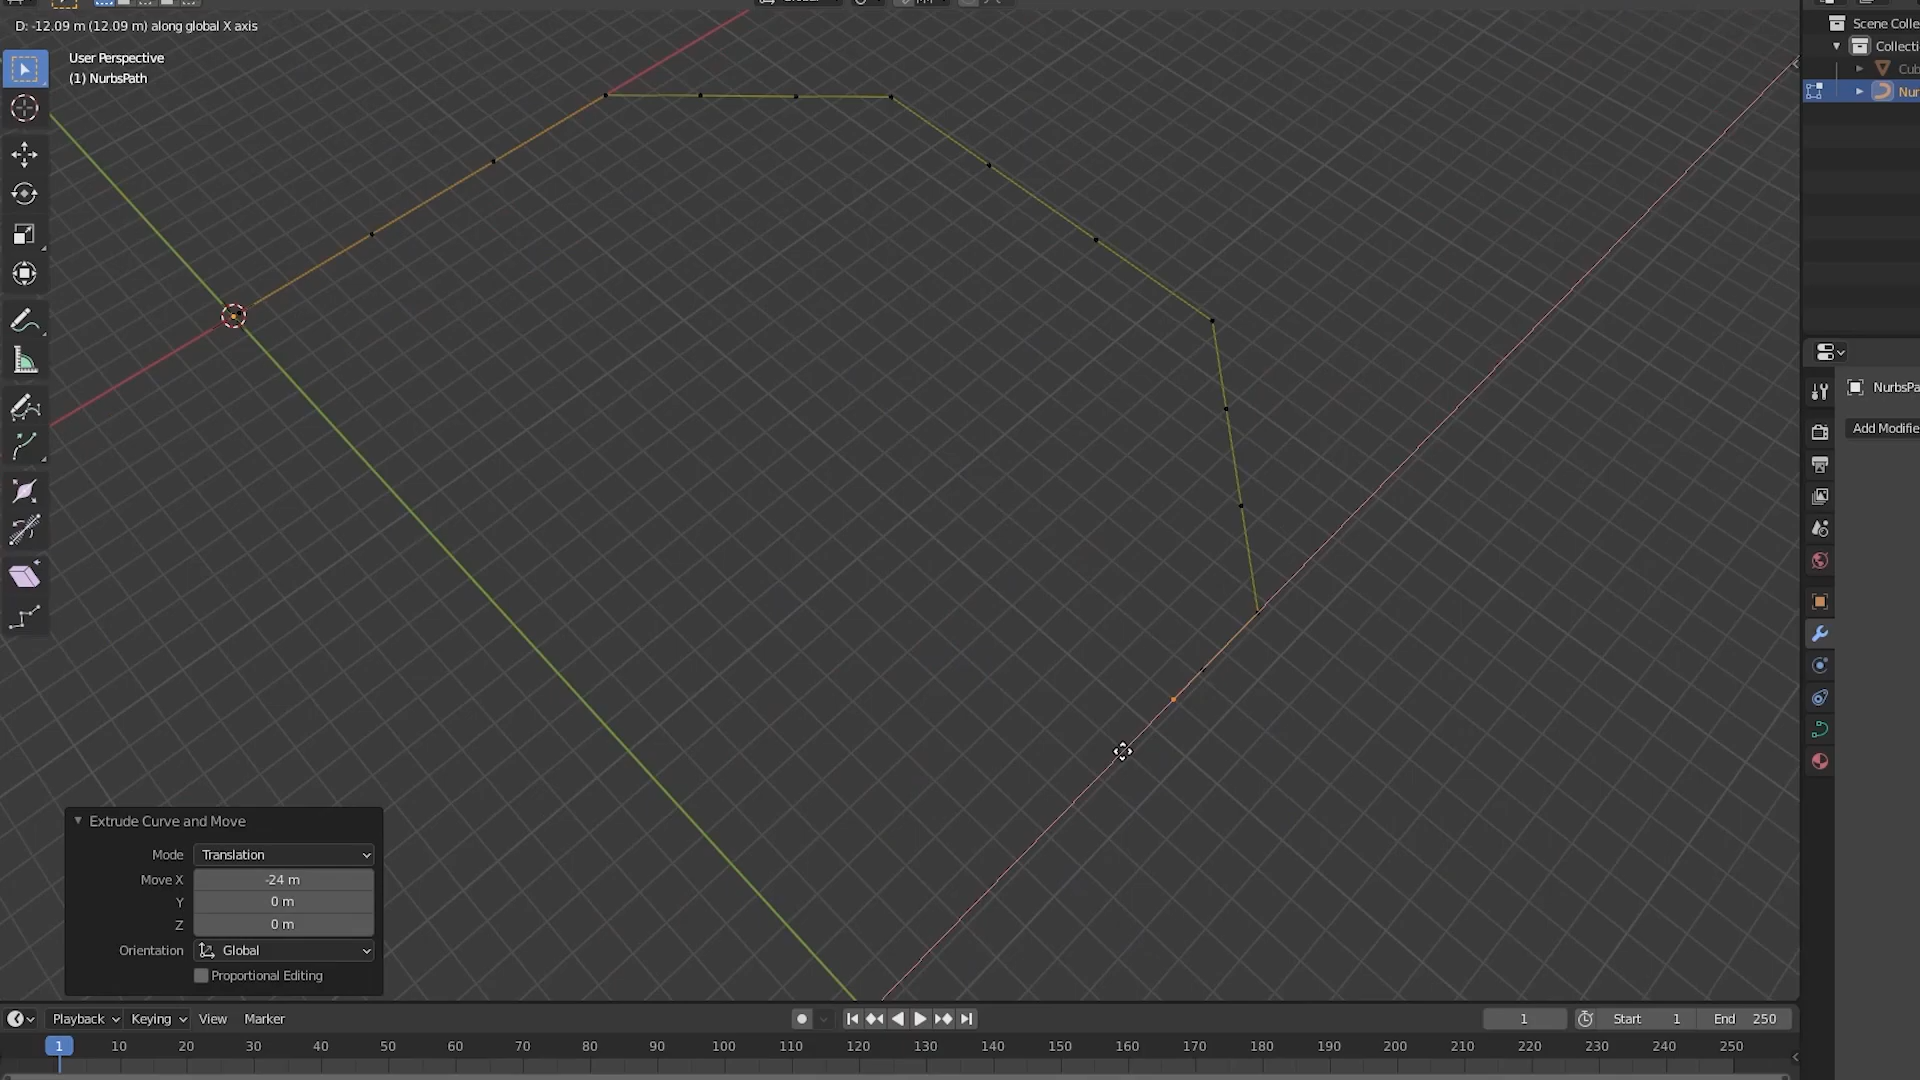 D: -12.09 m (12.09 m) along global X axis
User Perspective
(1) NurbsPath
Scene Colle
Collecti
Cub
Nur
NurbsPa
Add Modifie
Extrude Curve and Move
Mode Translation
Move X -24 m
Y 0 m
Z 0 m
Orientation Global
Proportional Editing
Playback Keying View Marker 1 Start 1 End 250
1 10 20 30 40 50 60 70 80 90 100 110 120 130 140 150 160 170 180 190 200 210 220 230 240 250